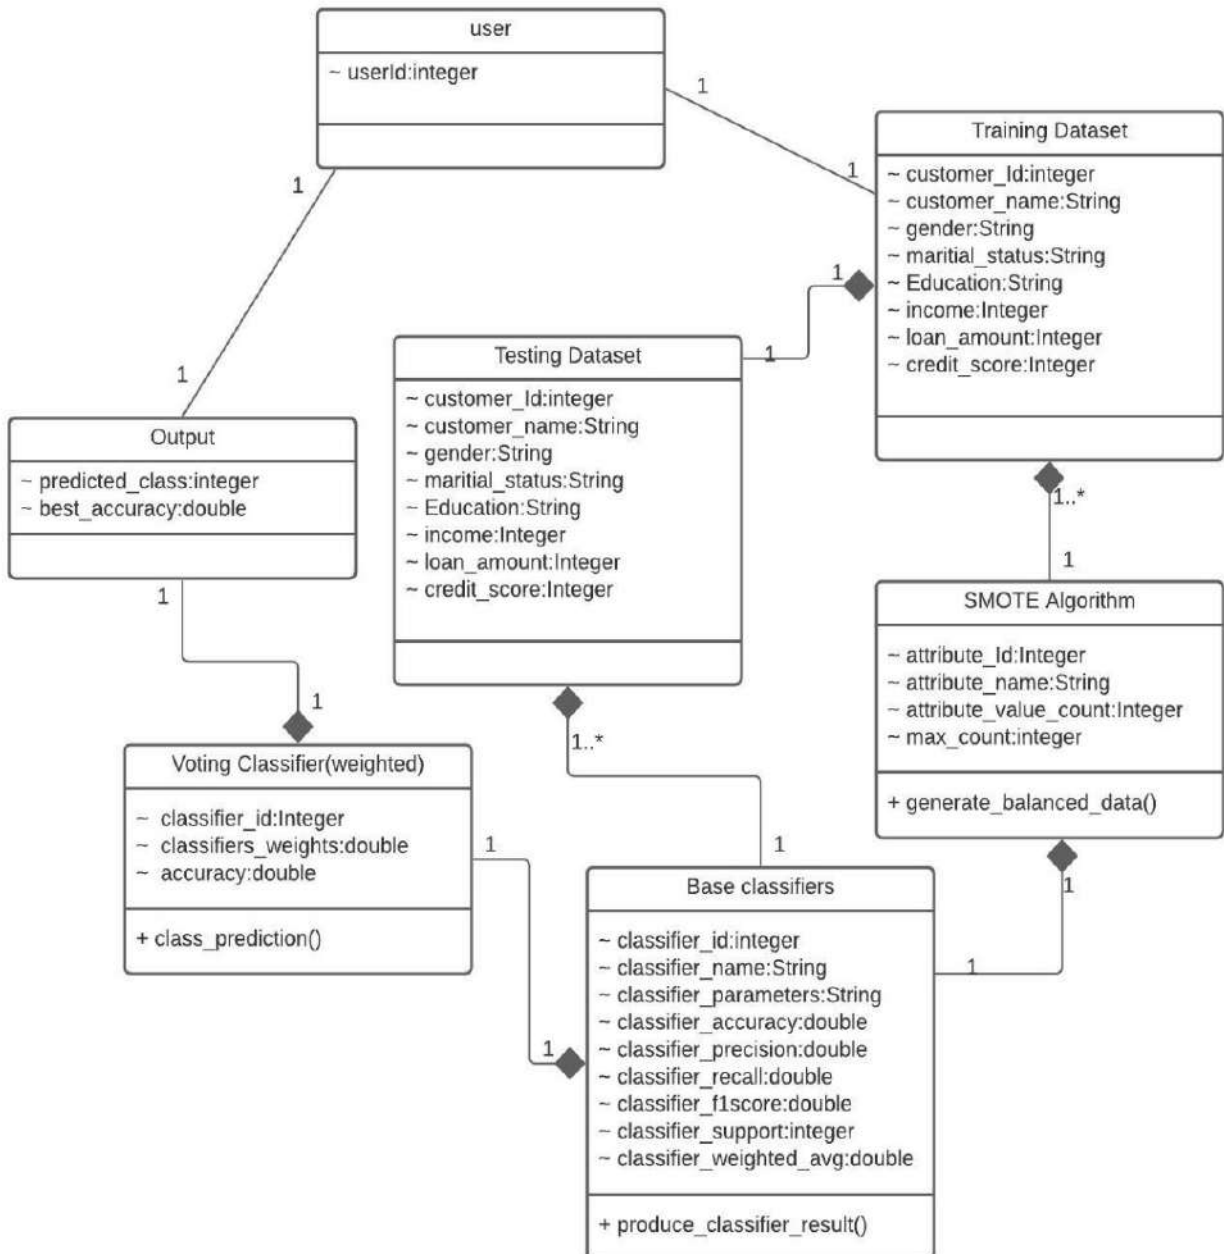 user
~ userId:integer
1
1
1
1
Training Dataset
~ customer_Id:integer
~ customer_name:String
~ gender:String
~ maritial_status:String
~ Education:String
~ income:Integer
~ loan_amount:Integer
~ credit_score:Integer
1
1
Testing Dataset
~ customer_Id:integer
~ customer_name:String
~ gender:String
~ maritial_status:String
~ Education:String
~ income:Integer
~ loan_amount:Integer
~ credit_score:Integer
Output
~ predicted_class:integer
~ best_accuracy:double
1
1
1..*
1
SMOTE Algorithm
~ attribute_Id:Integer
~ attribute_name:String
~ attribute_value_count:Integer
~ max_count:integer
+ generate_balanced_data()
1..*
1
Voting Classifier(weighted)
~ classifier_id:Integer
~ classifiers_weights:double
~ accuracy:double
+ class_prediction()
1
1
1
1
Base classifiers
~ classifier_id:integer
~ classifier_name:String
~ classifier_parameters:String
~ classifier_accuracy:double
~ classifier_precision:double
~ classifier_recall:double
~ classifier_f1score:double
~ classifier_support:integer
~ classifier_weighted_avg:double
+ produce_classifier_result()